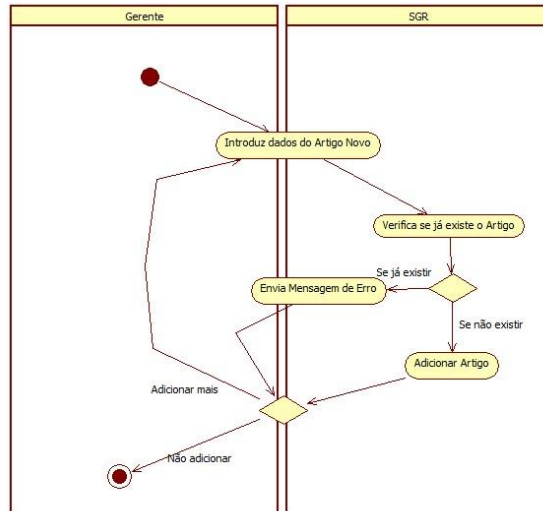 Gerente
SGR
Introduz dados do Artigo Novo
Verifica se já existe o Artigo
Se já existir
Envia Mensagem de Erro
Se não existir
Adicionar Artigo
Adicionar mais
Não adicionar